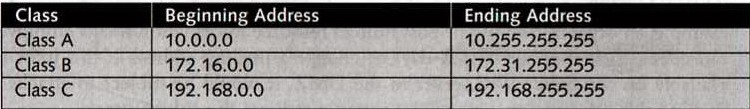 Class Beginning Address Ending Address
Class A 10.0.0.0 10.255.255.255
Class B 172.16.0.0 172.31.255.255
Class C 192.168.0.0 192.168.255.255